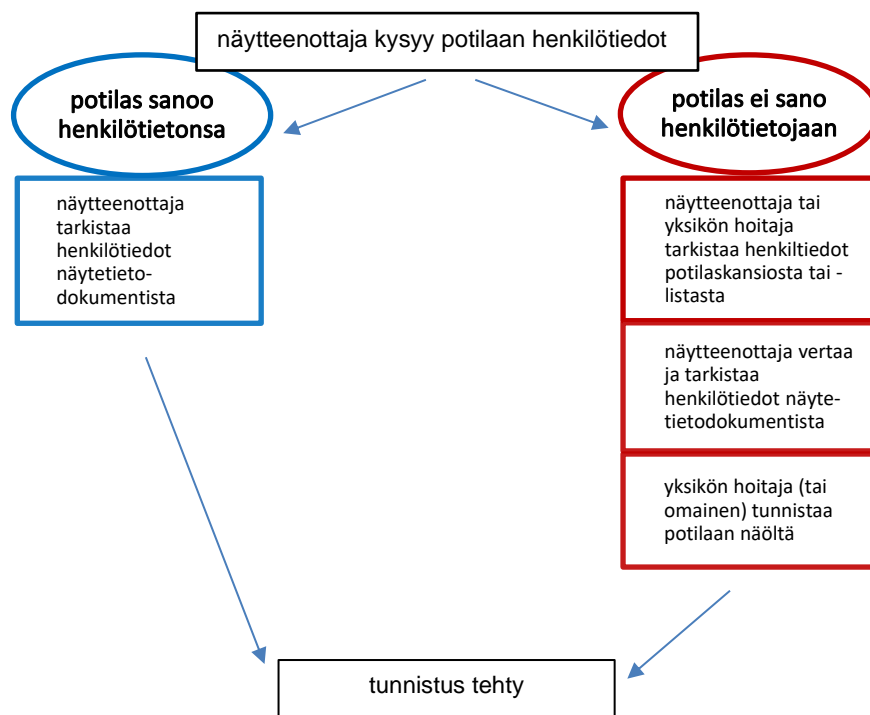 näytteenottaja kysyy potilaan henkilötiedot
potilas sanoo
henkilötietonsa
näytteenottaja
tarkistaa
henkilötiedot
näytetieto-
dokumentista
potilas ei sano
henkilötietojaan
näytteenottaja tai
yksikön hoitaja
tarkistaa henkiltiedot
potilaskansiosta tai -
listasta
näytteenottaja vertaa
ja tarkistaa
henkilötiedot näyte-
tietodokumentista
yksikön hoitaja (tai
omainen) tunnistaa
potilaan näöltä
tunnistus tehty